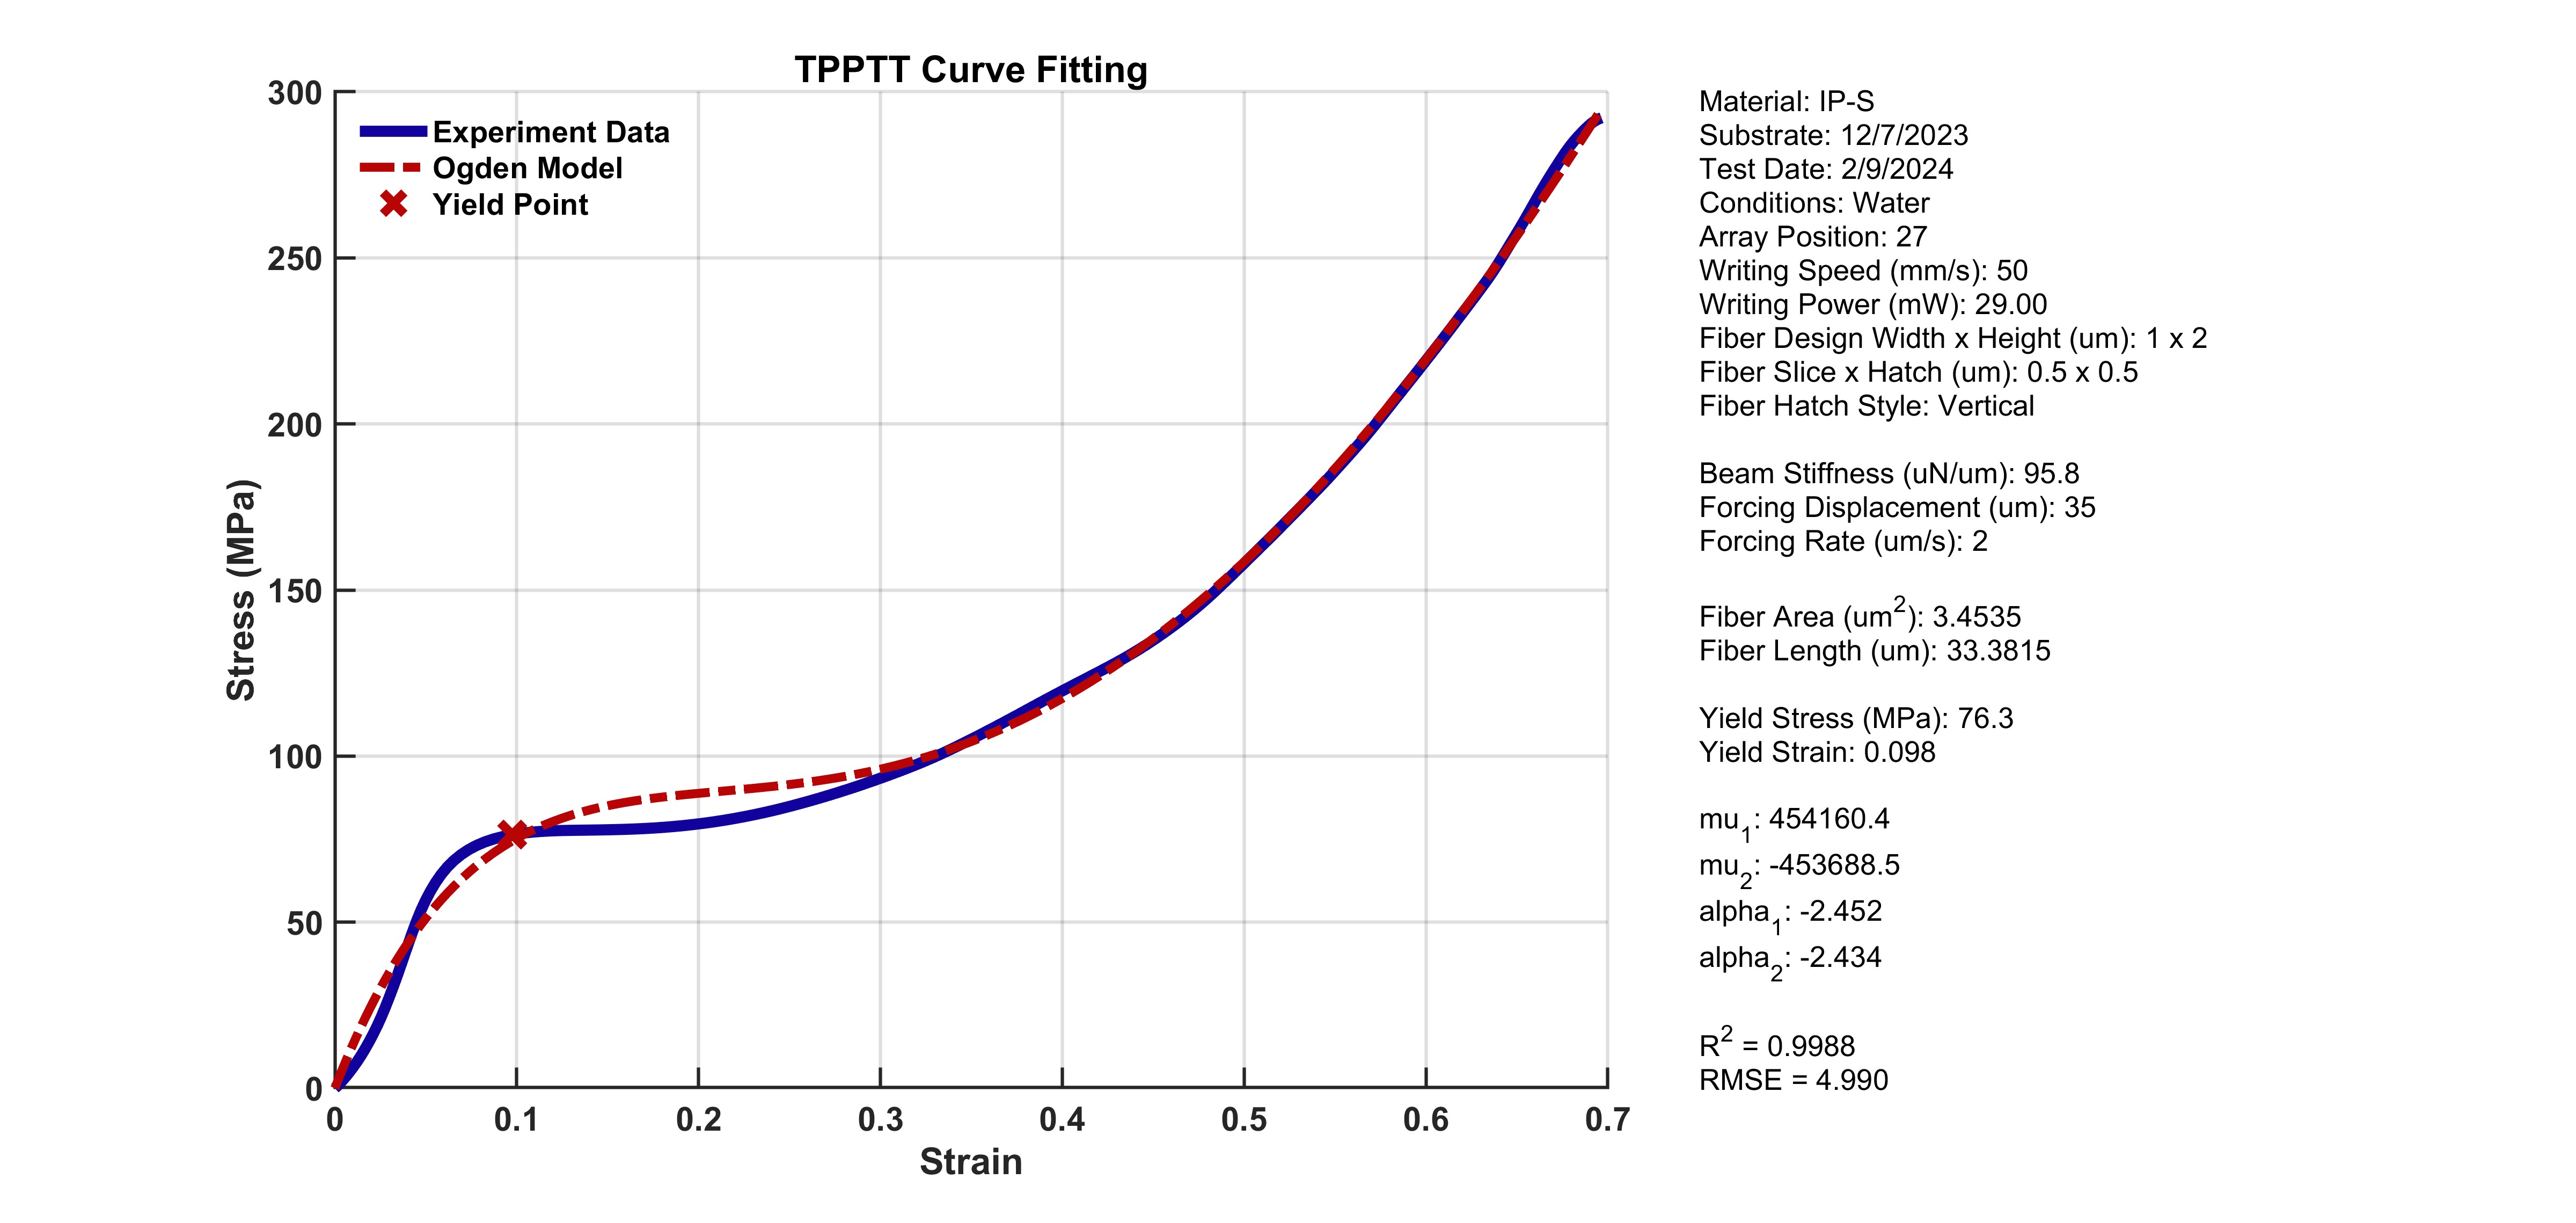 TPPTT Curve Fitting
300
250
200
150
100
50
0
Stress (MPa)
Experiment Data
Ogden Model
Yield Point
0 0.1 0.2 0.3 0.4 0.5 0.6 0.7
Strain
Material: IP-S
Substrate: 12/7/2023
Test Date: 2/9/2024
Conditions: Water
Array Position: 27
Writing Speed (mm/s): 50
Writing Power (mW): 29.00
Fiber Design Width x Height (um): 1 x 2
Fiber Slice x Hatch (um): 0.5 x 0.5
Fiber Hatch Style: Vertical
Beam Stiffness (uN/um): 95.8
Forcing Displacement (um): 35
Forcing Rate (um/s): 2
Fiber Area (um²): 3.4535
Fiber Length (um): 33.3815
Yield Stress (MPa): 76.3
Yield Strain: 0.098
mu₁: 454160.4
mu₂: -453688.5
alpha₁: -2.452
alpha₂: -2.434
R² = 0.9988
RMSE = 4.990